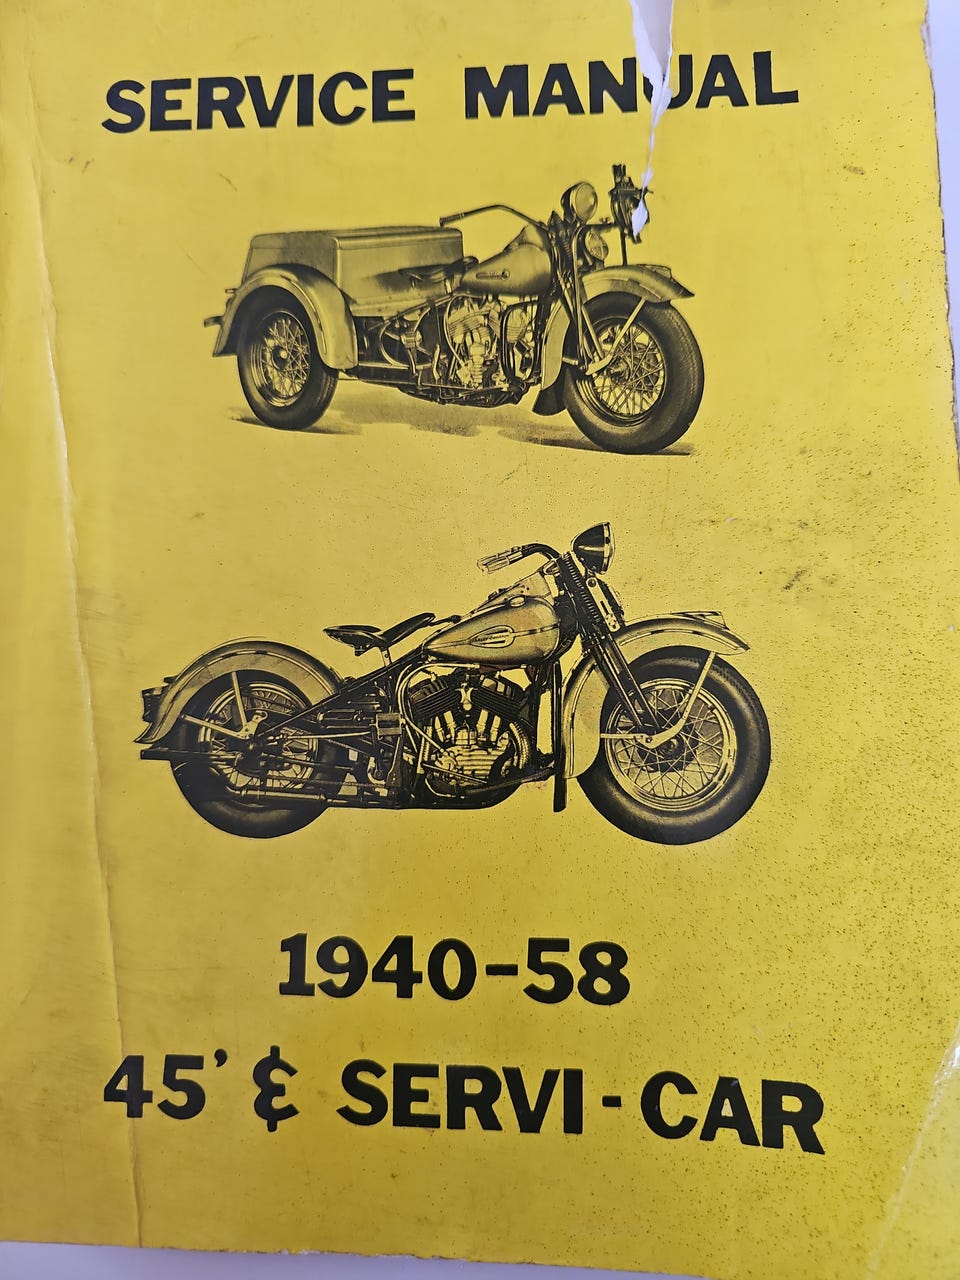 SERVICE MANUAL
1940-58
45' & SERVI-CAR